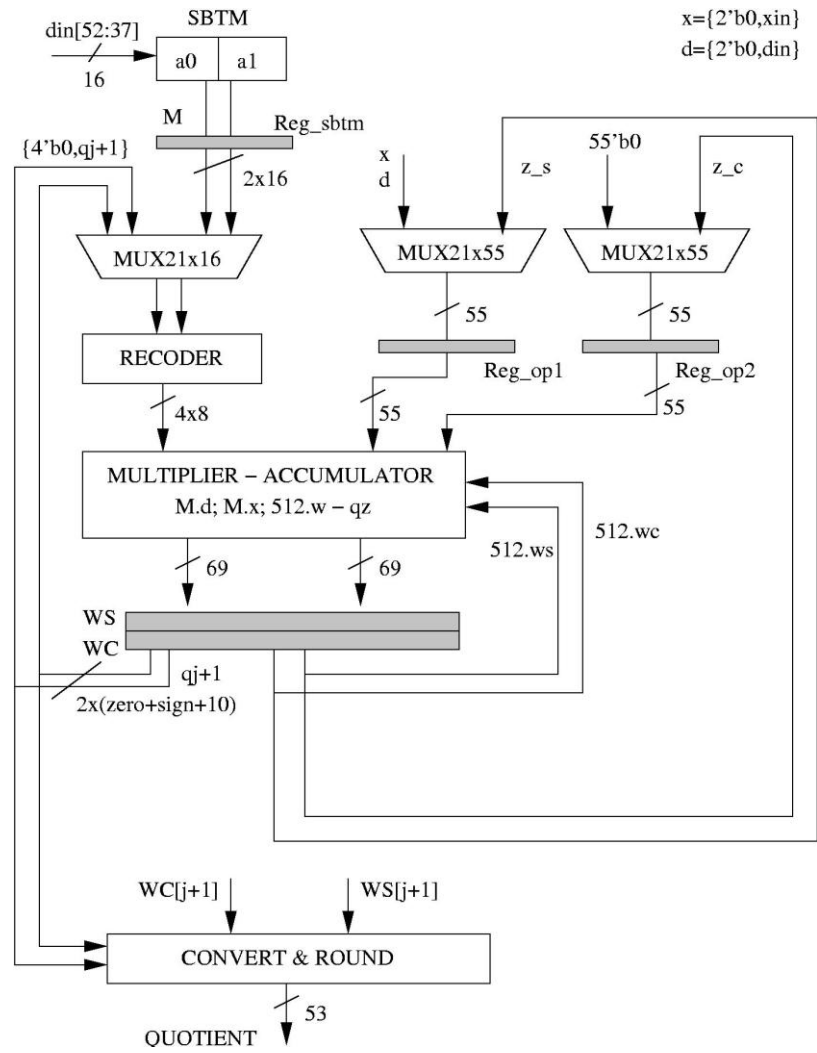 SBTM
x={2'b0,xin}
din[52:37]
d={2'b0,din}
a0 a1
16
M
Reg_sbtm
{4'b0,qj+1}
2x16
x
d
z_s
55'b0
z_c
MUX21x16
MUX21x55
MUX21x55
55
55
RECODER
Reg_op1
Reg_op2
4x8
55
55
MULTIPLIER – ACCUMULATOR
M.d; M.x; 512.w – qz
512.ws
512.wc
69
69
WS
WC
qj+1
2x(zero+sign+10)
WC[j+1]
WS[j+1]
CONVERT & ROUND
53
QUOTIENT